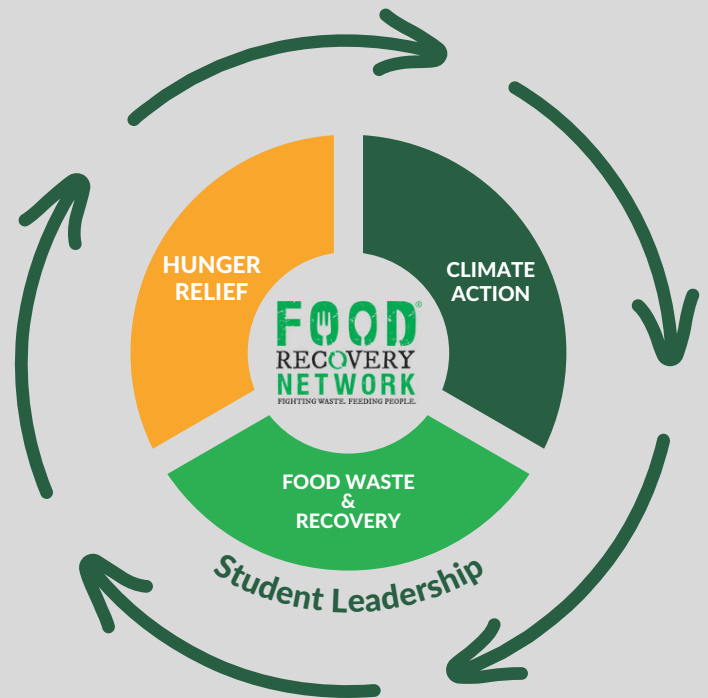 HUNGER
RELIEF
CLIMATE
ACTION
FOOD®
RECOVERY
NETWORK
FIGHTING WASTE. FEEDING PEOPLE.
FOOD WASTE
&
RECOVERY
Student Leadership